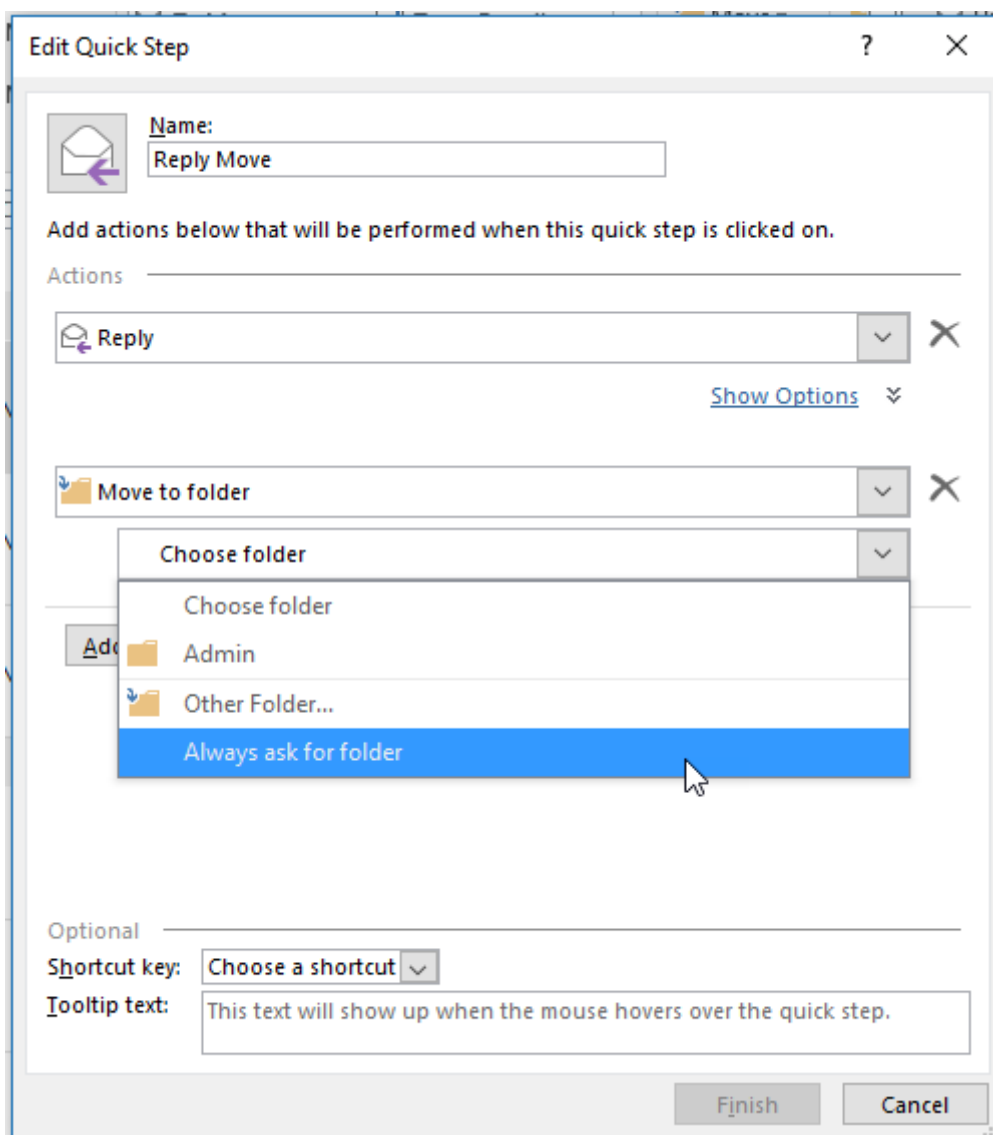 Edit Quick Step ?
Name:
Reply Move
Add actions below that will be performed when this quick step is clicked on.
Actions
Reply
Show Options
Move to folder
Choose folder
Choose folder
Admin
Add
Other Folder...
Always ask for folder
Optional
Shortcut key: Choose a shortcut
Tooltip text: This text will show up when the mouse hovers over the quick step.
Finish Cancel